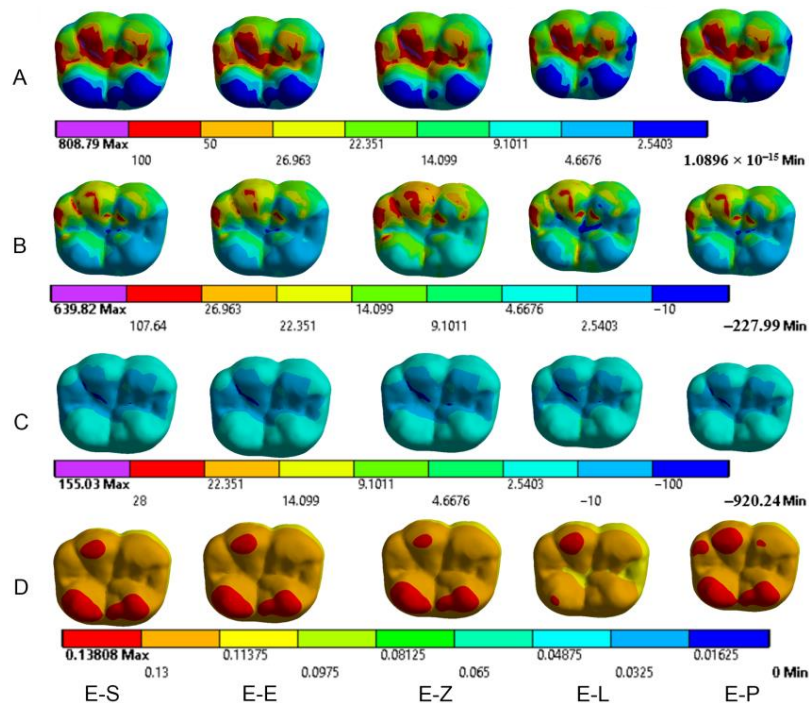 A
50 22.351 9.1011 2.5403
808.79 Max
100 26.963 14.099 4.6676 1.0896 × 10⁻¹⁵ Min
B
639.82 Max 26.963 14.099 4.6676 −10
107.64 22.351 9.1011 2.5403 −227.99 Min
C
155.03 Max 22.351 9.1011 2.5403 −100
28 14.099 4.6676 −10 −920.24 Min
D
0.13808 Max 0.11375 0.08125 0.04875 0.01625
0.13 0.0975 0.065 0.0325 0 Min
E-S E-E E-Z E-L E-P